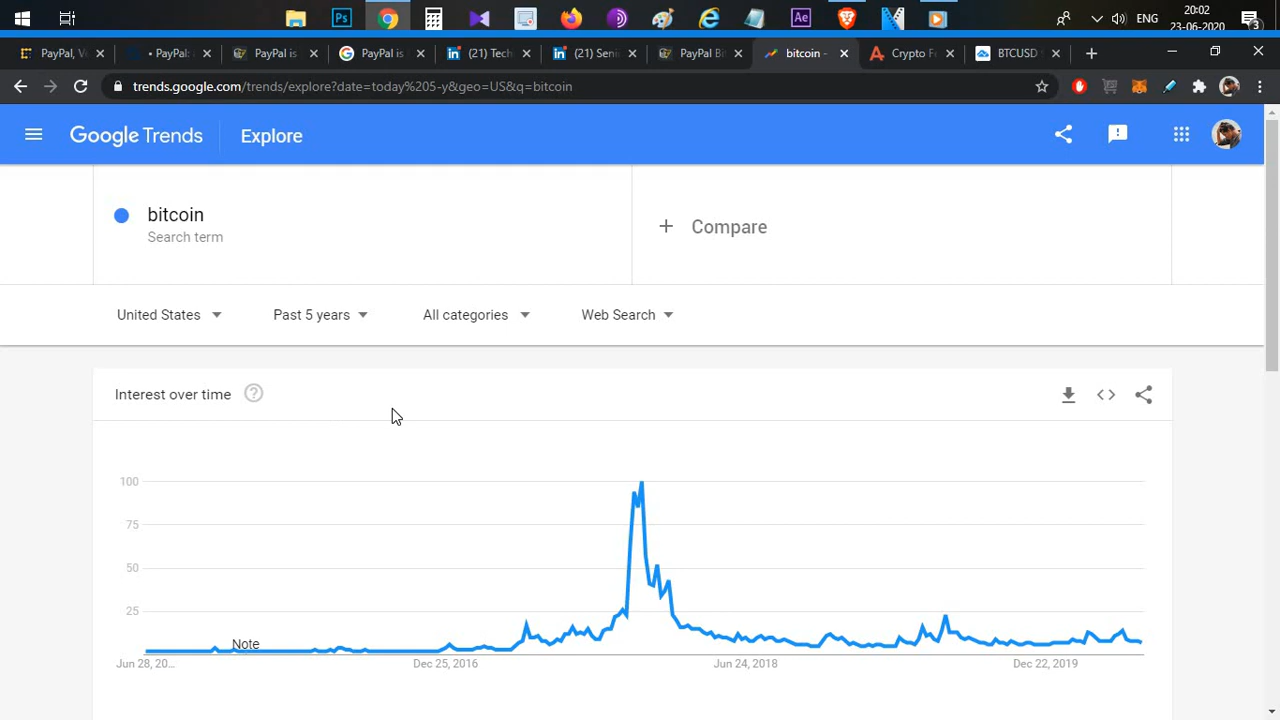 20:02
ENG
23-06-2020
3
PayPal, V
• PayPal:
PayPal is
PayPal is
(21) Tech
(21) Seni
PayPal Bi
bitcoin -
Crypto F
BTCUSD
trends.google.com/trends/explore?date=today%205-y&geo=US&q=bitcoin
Google Trends
Explore
bitcoin
Search term
+ Compare
United States
Past 5 years
All categories
Web Search
Interest over time
100
75
50
25
Note
Jun 28, 20...
Dec 25, 2016
Jun 24, 2018
Dec 22, 2019